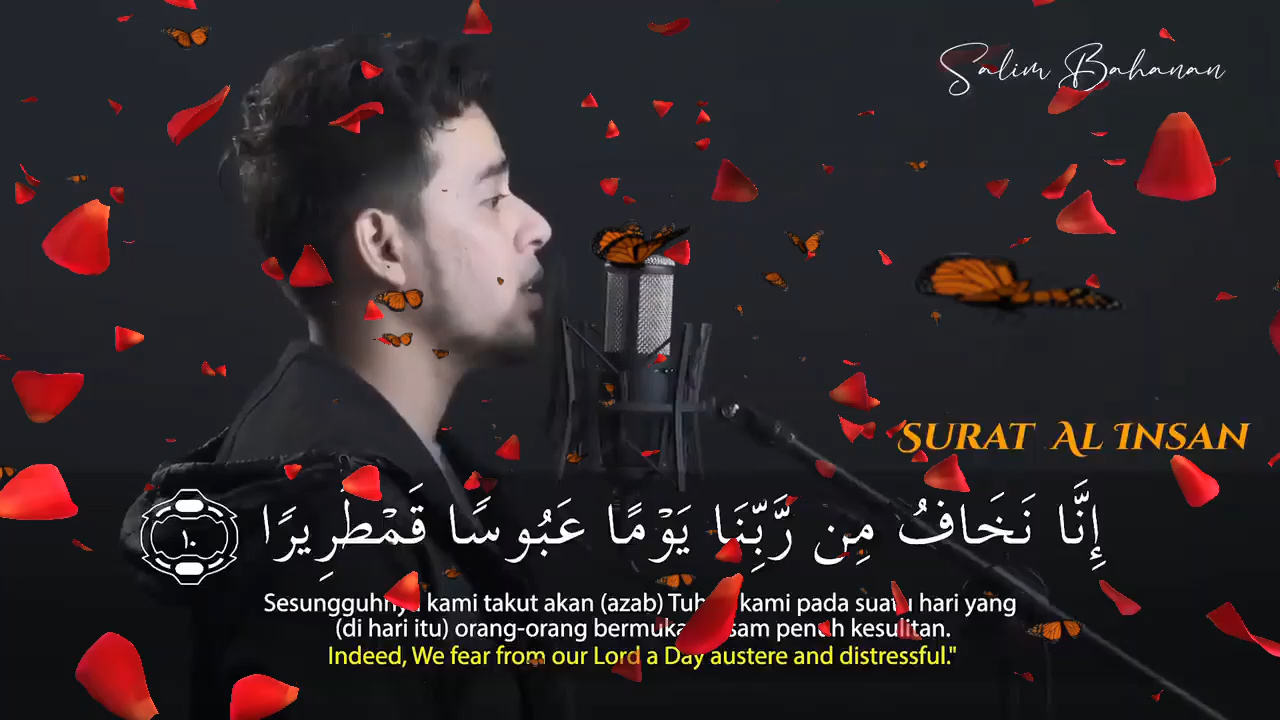 Salim Bahanan
Surat Al Insan
إِنَّا نَخَافُ مِن رَّبِّنَا يَوْمًا عَبُوسًا قَمْطَرِيرًا ١٠
Sesungguhnya kami takut akan (azab) Tuhan kami pada suatu hari yang
(di hari itu) orang-orang bermuka masam penuh kesulitan.
Indeed, We fear from our Lord a Day austere and distressful."